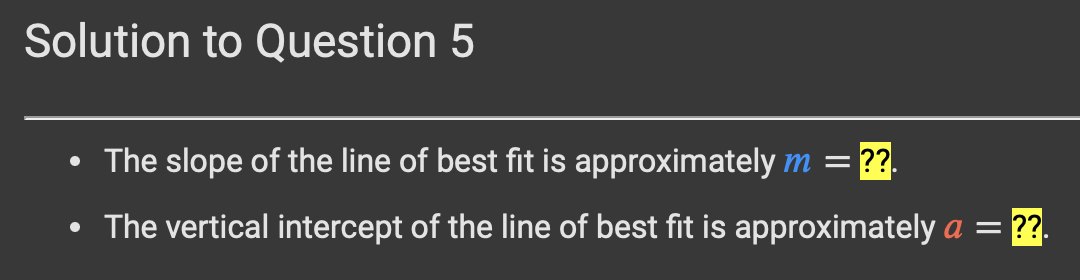 Solution to Question 5
• The slope of the line of best fit is approximately m = ??.
• The vertical intercept of the line of best fit is approximately a = ??.